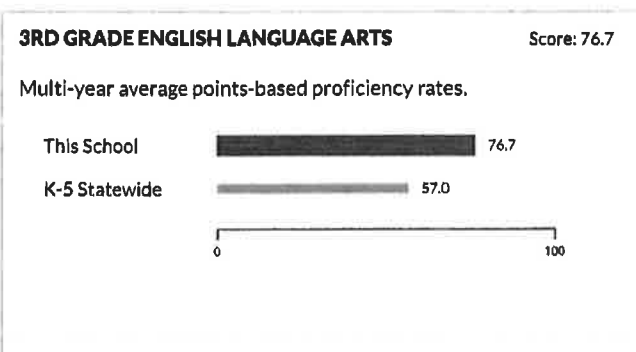 3RD GRADE ENGLISH LANGUAGE ARTS Score: 76.7
Multi-year average points-based proficiency rates.
This School 76.7
K-5 Statewide 57.0
0 100